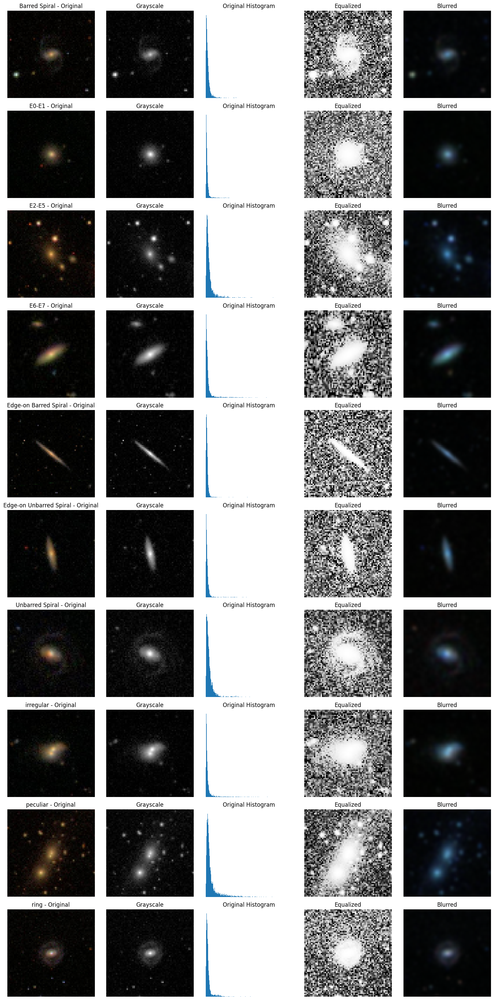 Barred Spiral - Original Grayscale Original Histogram Equalized Blurred
E0-E1 - Original Grayscale Original Histogram Equalized Blurred
E2-E5 - Original Grayscale Original Histogram Equalized Blurred
E6-E7 - Original Grayscale Original Histogram Equalized Blurred
Edge-on Barred Spiral - Original Grayscale Original Histogram Equalized Blurred
Edge-on Unbarred Spiral - Original Grayscale Original Histogram Equalized Blurred
Unbarred Spiral - Original Grayscale Original Histogram Equalized Blurred
irregular - Original Grayscale Original Histogram Equalized Blurred
peculiar - Original Grayscale Original Histogram Equalized Blurred
ring - Original Grayscale Original Histogram Equalized Blurred